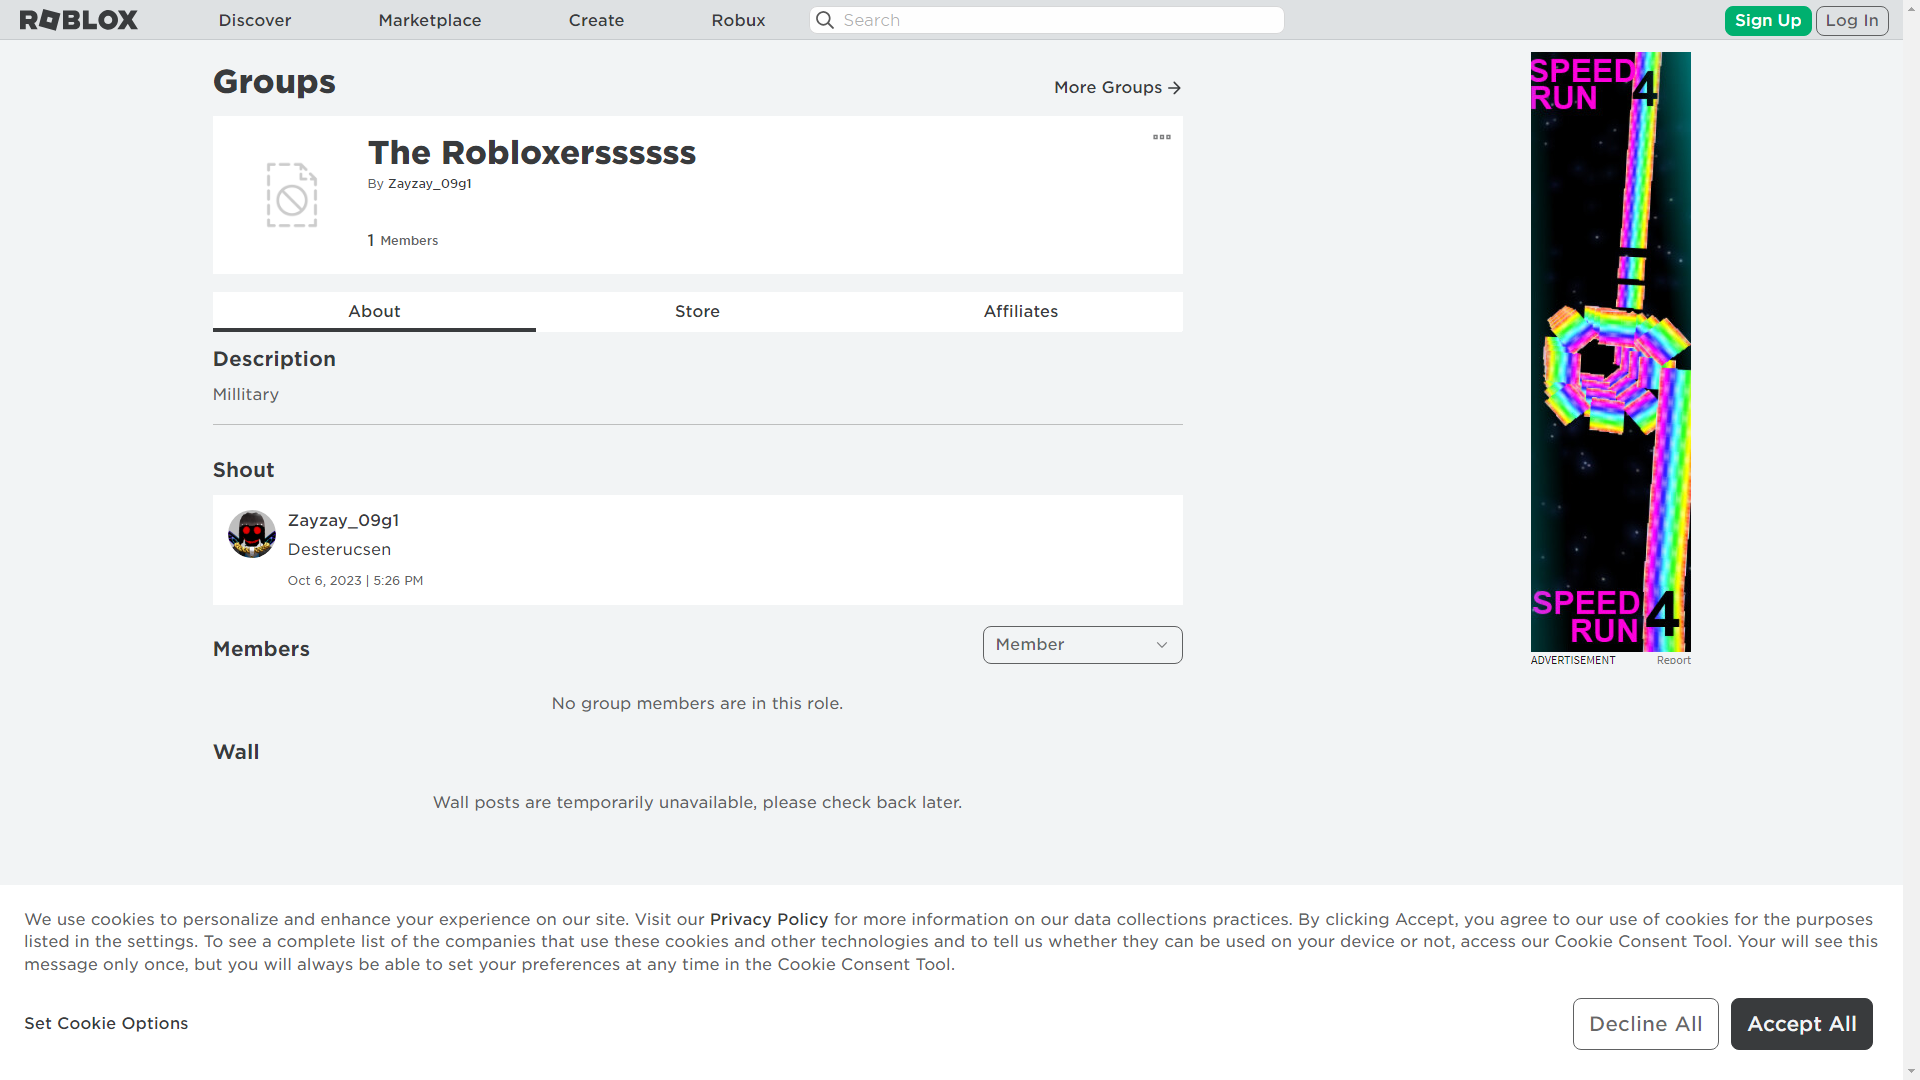 ROBLOX
Discover
Marketplace
Create
Robux
Search
Sign Up
Log In
Groups
More Groups
The Robloxerssssss
By Zayzay_09g1
1 Members
About
Store
Affiliates
Description
Millitary
Shout
Zayzay_09g1
Desterucsen
Oct 6, 2023 | 5:26 PM
Members
Member
No group members are in this role.
Wall
Wall posts are temporarily unavailable, please check back later.
SPEED
RUN 4
SPEED
RUN 4
ADVERTISEMENT
Report
We use cookies to personalize and enhance your experience on our site. Visit our Privacy Policy for more information on our data collections practices. By clicking Accept, you agree to our use of cookies for the purposes
listed in the settings. To see a complete list of the companies that use these cookies and other technologies and to tell us whether they can be used on your device or not, access our Cookie Consent Tool. Your will see this
message only once, but you will always be able to set your preferences at any time in the Cookie Consent Tool.
Set Cookie Options
Decline All
Accept All